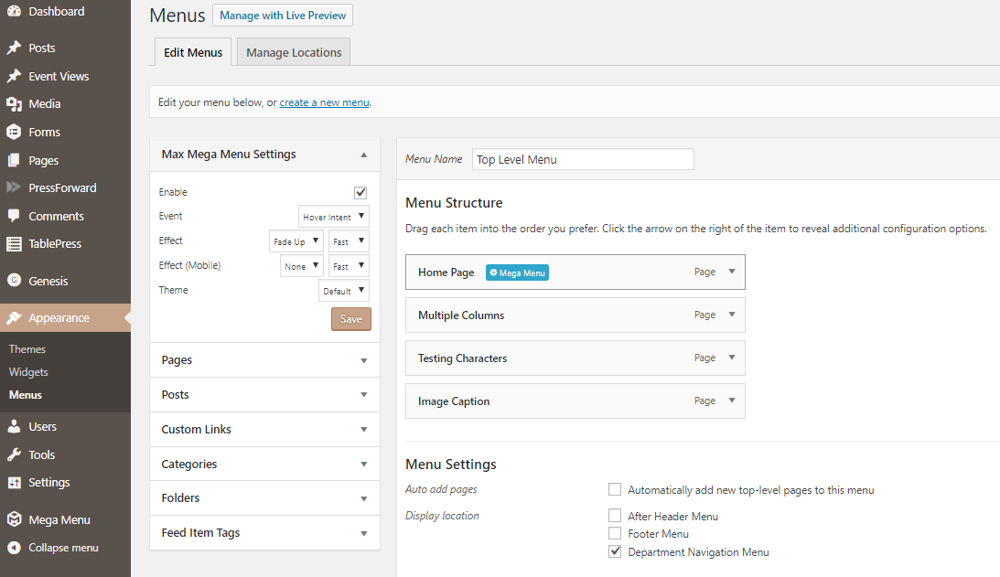 Dashboard
Posts
Event Views
Media
Forms
Pages
PressForward
Comments
TablePress
Genesis
Appearance
Themes
Widgets
Menus
Users
Tools
Settings
Mega Menu
Collapse menu
Menus Manage with Live Preview
Edit Menus Manage Locations
Edit your menu below, or create a new menu.
Max Mega Menu Settings
Enable
Event Hover Intent
Effect Fade Up Fast
Effect (Mobile) None Fast
Theme Default
Save
Pages
Posts
Custom Links
Categories
Folders
Feed Item Tags
Menu Name Top Level Menu
Menu Structure
Drag each item into the order you prefer. Click the arrow on the right of the item to reveal additional configuration options.
Home Page Mega Menu Page
Multiple Columns Page
Testing Characters Page
Image Caption Page
Menu Settings
Auto add pages Automatically add new top-level pages to this menu
Display location After Header Menu
Footer Menu
Department Navigation Menu